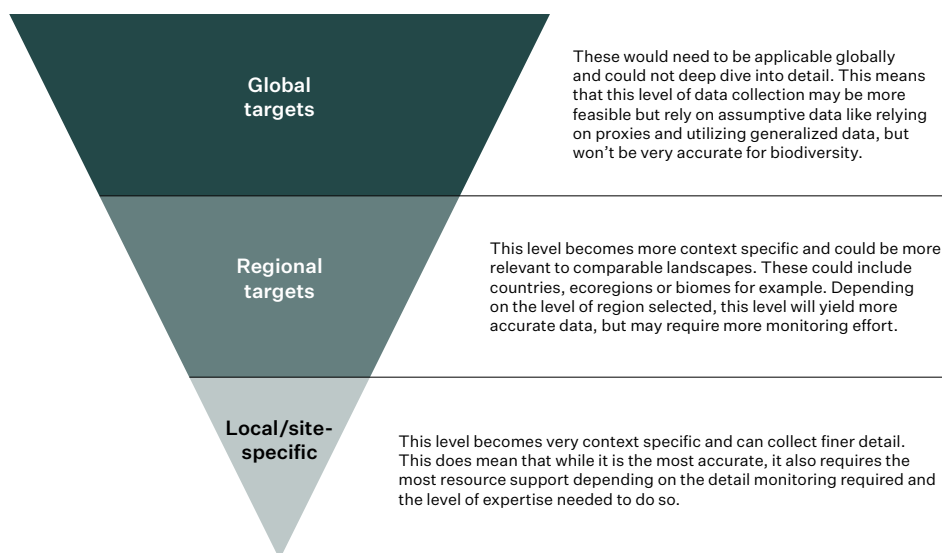 Global
targets
These would need to be applicable globally
and could not deep dive into detail. This means
that this level of data collection may be more
feasible but rely on assumptive data like relying
on proxies and utilizing generalized data, but
won’t be very accurate for biodiversity.
Regional
targets
This level becomes more context specific and could be more
relevant to comparable landscapes. These could include
countries, ecoregions or biomes for example. Depending
on the level of region selected, this level will yield more
accurate data, but may require more monitoring effort.
Local/site-
specific
This level becomes very context specific and can collect finer detail.
This does mean that while it is the most accurate, it also requires the
most resource support depending on the detail monitoring required and
the level of expertise needed to do so.